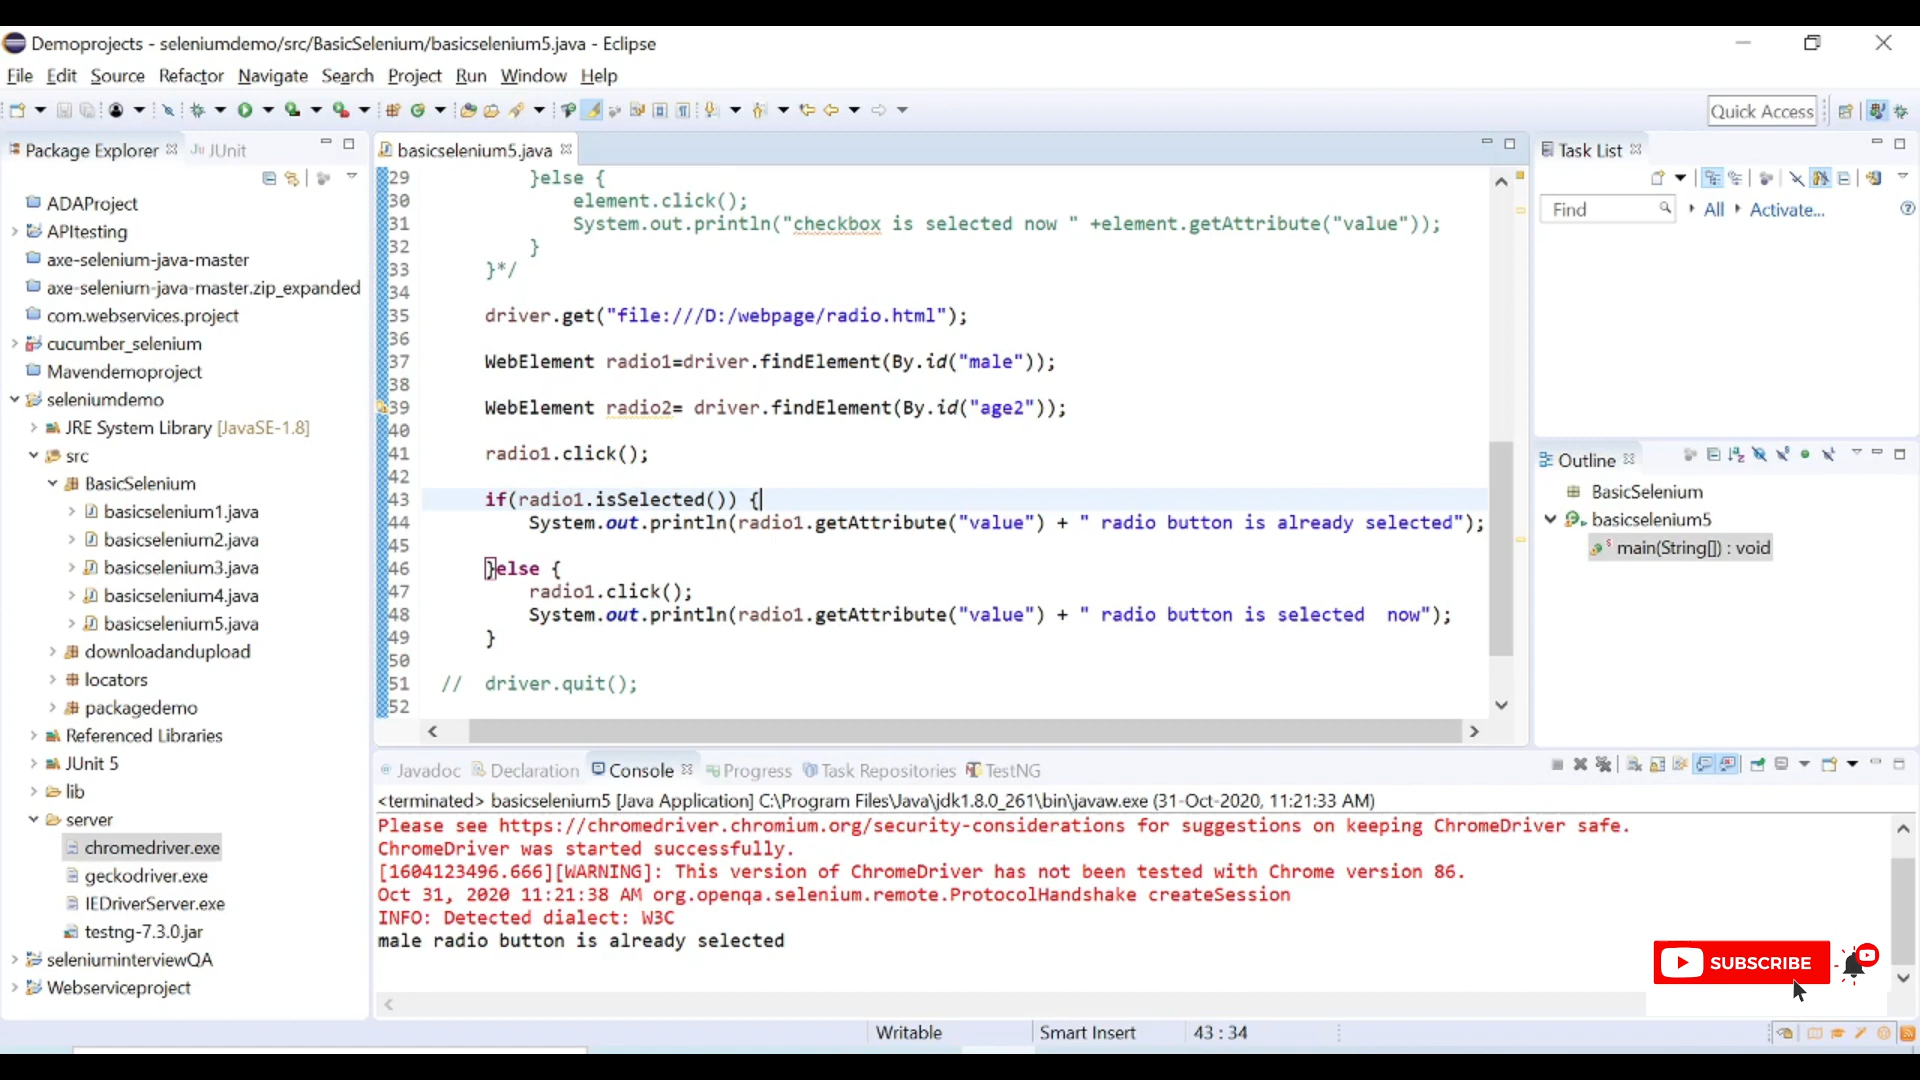 Demoprojects - seleniumdemo/src/BasicSelenium/basicselenium5.java - Eclipse
File Edit Source Refactor Navigate Search Project Run Window Help
Quick Access
Package Explorer
JUnit
ADAProject
APItesting
axe-selenium-java-master
axe-selenium-java-master.zip_expanded
com.webservices.project
cucumber_selenium
Mavendemoproject
seleniumdemo
JRE System Library [JavaSE-1.8]
src
BasicSelenium
basicselenium1.java
basicselenium2.java
basicselenium3.java
basicselenium4.java
basicselenium5.java
downloadandupload
locators
packagedemo
Referenced Libraries
JUnit 5
lib
server
chromedriver.exe
geckodriver.exe
IEDriverServer.exe
testng-7.3.0.jar
seleniuminterviewQA
Webserviceproject
basicselenium5.java
29 }else {
30 element.click();
31 System.out.println("checkbox is selected now " +element.getAttribute("value"));
32 }
33 }*/
34
35 driver.get("file:///D:/webpage/radio.html");
36
37 WebElement radio1=driver.findElement(By.id("male"));
38
39 WebElement radio2= driver.findElement(By.id("age2"));
40
41 radio1.click();
42
43 if(radio1.isSelected()) {
44 System.out.println(radio1.getAttribute("value") + " radio button is already selected");
45
46 }else {
47 radio1.click();
48 System.out.println(radio1.getAttribute("value") + " radio button is selected  now");
49 }
50
51 // driver.quit();
52
Task List
Find
All
Activate...
Outline
BasicSelenium
basicselenium5
main(String[]) : void
Javadoc Declaration Console Progress Task Repositories TestNG
<terminated> basicselenium5 [Java Application] C:\Program Files\Java\jdk1.8.0_261\bin\javaw.exe (31-Oct-2020, 11:21:33 AM)
Please see https://chromedriver.chromium.org/security-considerations for suggestions on keeping ChromeDriver safe.
ChromeDriver was started successfully.
[1604123496.666][WARNING]: This version of ChromeDriver has not been tested with Chrome version 86.
Oct 31, 2020 11:21:38 AM org.openqa.selenium.remote.ProtocolHandshake createSession
INFO: Detected dialect: W3C
male radio button is already selected
SUBSCRIBE
Writable
Smart Insert
43 : 34